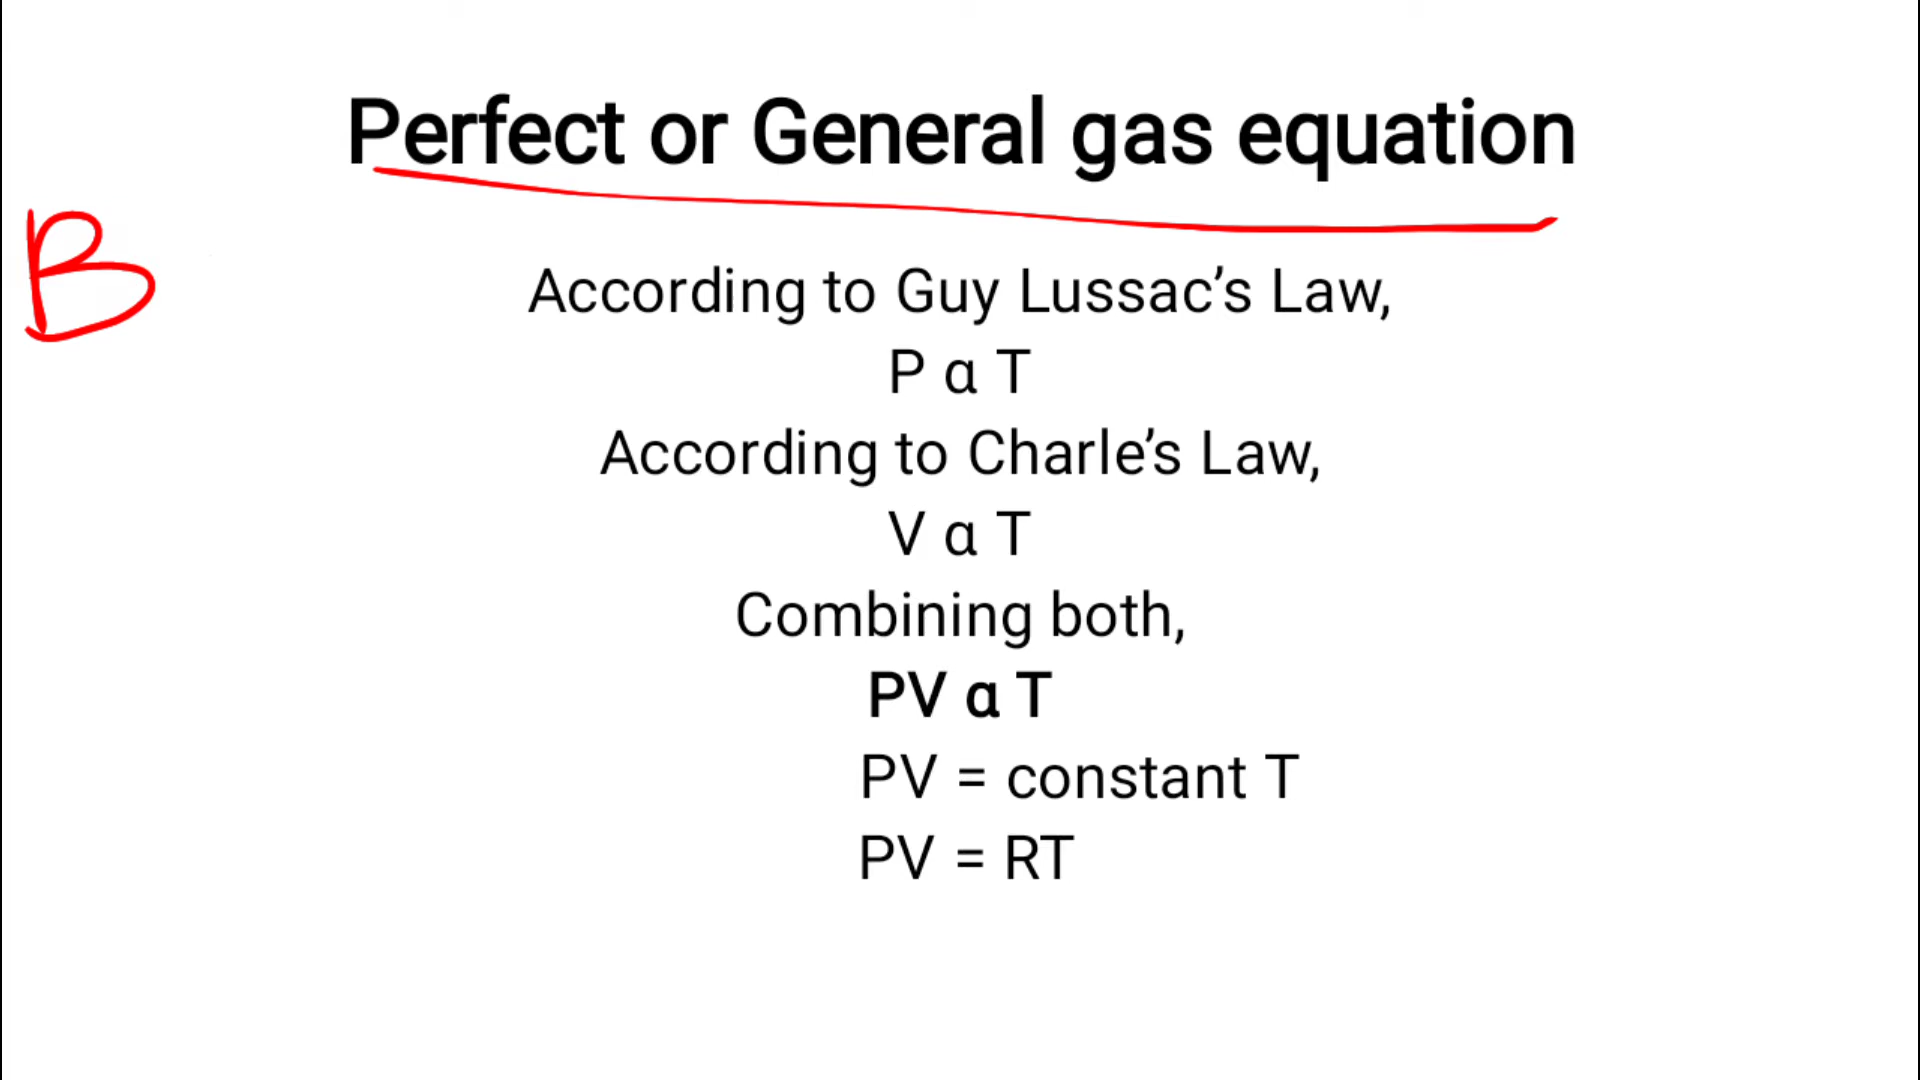 Perfect or General gas equation
B
According to Guy Lussac’s Law,
P α T
According to Charle’s Law,
V α T
Combining both,
PV α T
PV = constant T
PV = RT